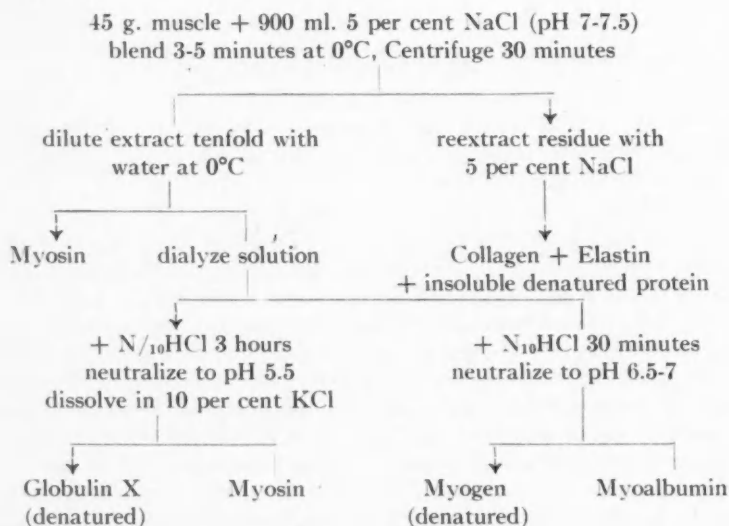 45 g. muscle + 900 ml. 5 per cent NaCl (pH 7-7.5)
blend 3-5 minutes at 0°C, Centrifuge 30 minutes
dilute extract tenfold with
water at 0°C
reextract residue with
5 per cent NaCl
Myosin
dialyze solution
Collagen + Elastin
+ insoluble denatured protein
+ N/₁₀HCl 3 hours
neutralize to pH 5.5
dissolve in 10 per cent KCl
+ N₁₀HCl 30 minutes
neutralize to pH 6.5-7
Globulin X
(denatured)
Myosin
Myogen
(denatured)
Myoalbumin